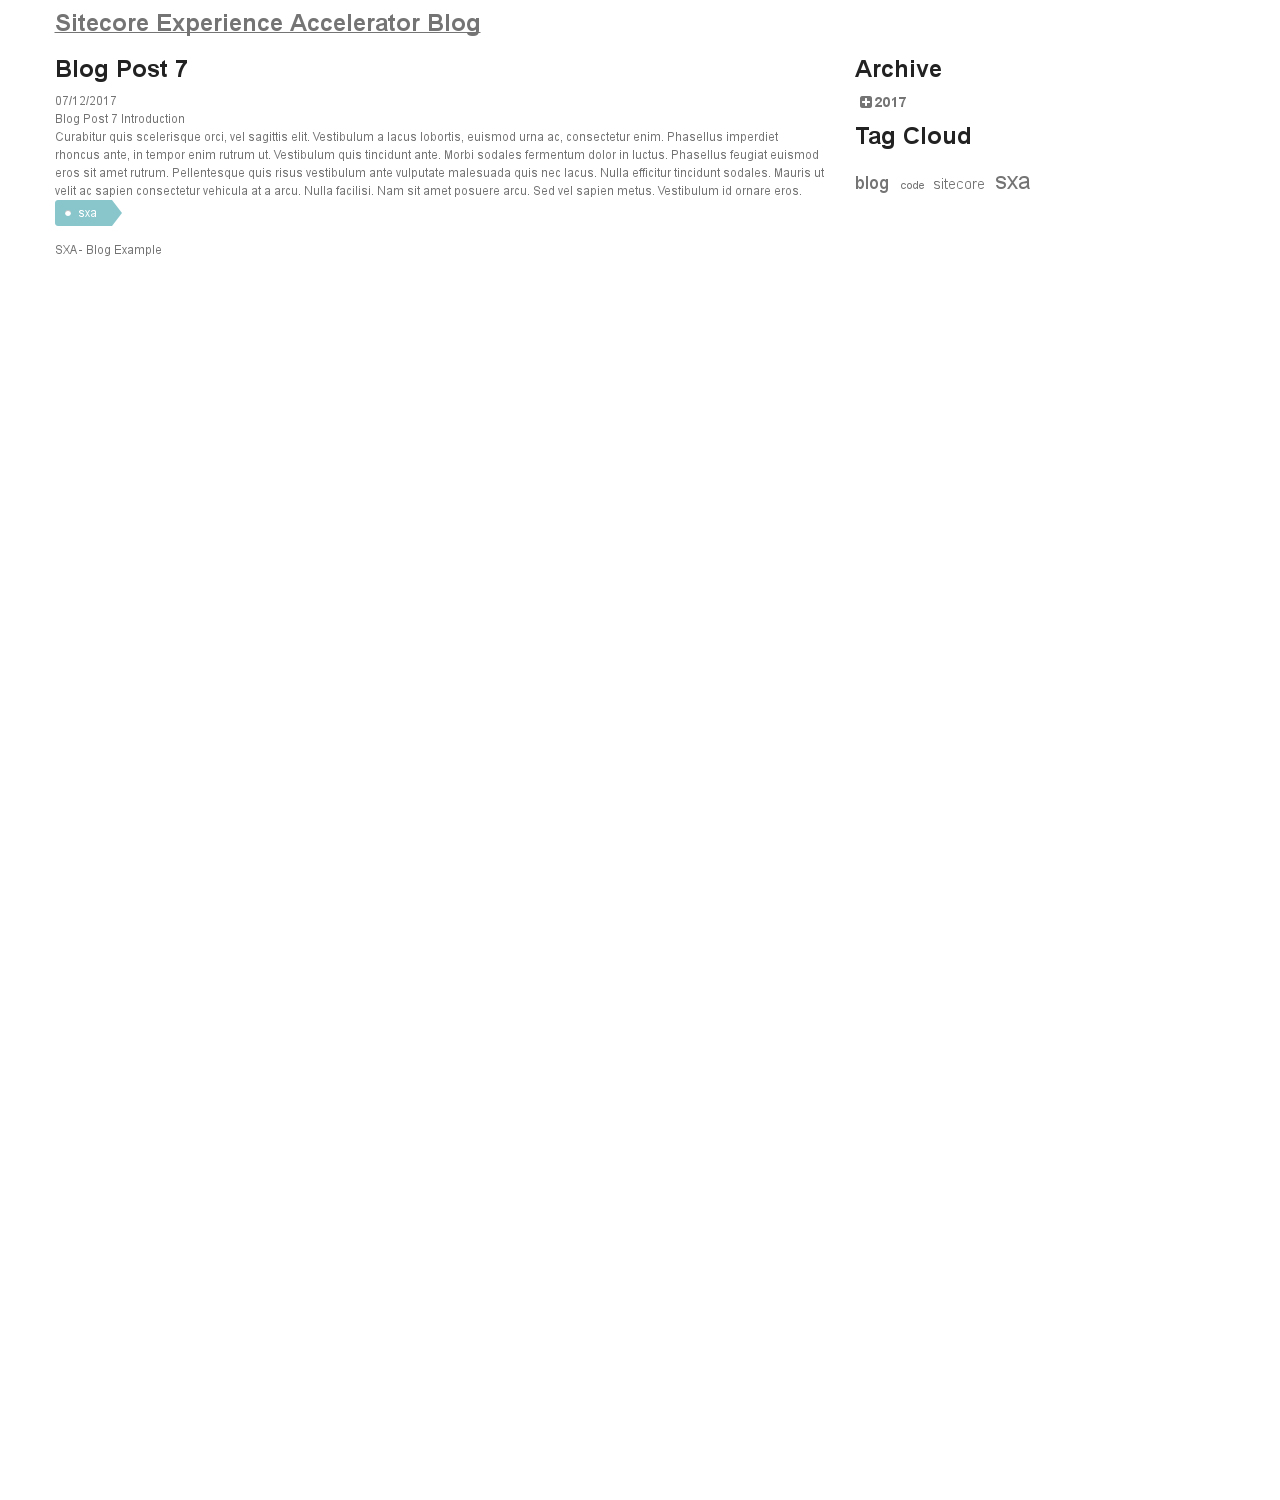 Sitecore Experience Accelerator Blog
Blog Post 7
07/12/2017
Blog Post 7 Introduction
Curabitur quis scelerisque orci, vel sagittis elit. Vestibulum a lacus lobortis, euismod urna ac, consectetur enim. Phasellus imperdiet
rhoncus ante, in tempor enim rutrum ut. Vestibulum quis tincidunt ante. Morbi sodales fermentum dolor in luctus. Phasellus feugiat euismod
eros sit amet rutrum. Pellentesque quis risus vestibulum ante vulputate malesuada quis nec lacus. Nulla efficitur tincidunt sodales. Mauris ut
velit ac sapien consectetur vehicula at a arcu. Nulla facilisi. Nam sit amet posuere arcu. Sed vel sapien metus. Vestibulum id ornare eros.
sxa
SXA- Blog Example
Archive
2017
Tag Cloud
blog code sitecore sxa